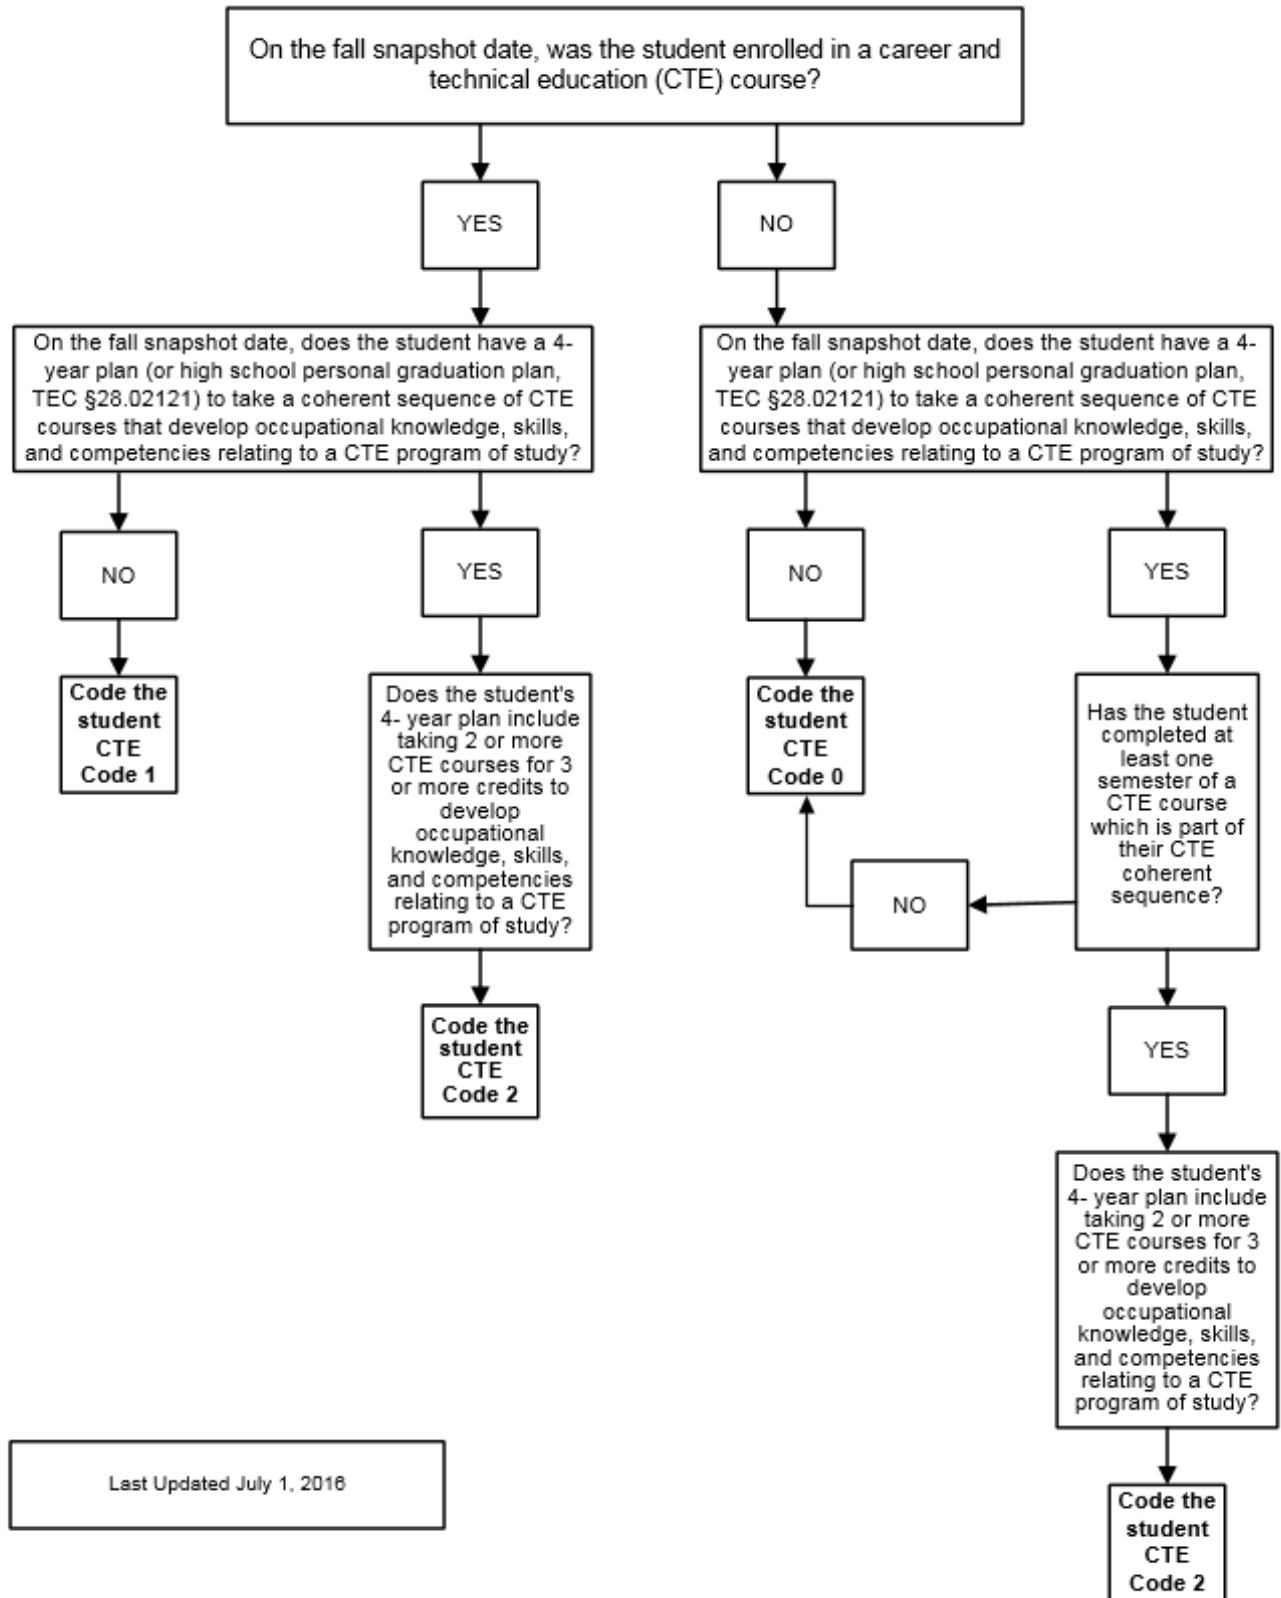 On the fall snapshot date, was the student enrolled in a career and
technical education (CTE) course?
YES
NO
On the fall snapshot date, does the student have a 4-
year plan (or high school personal graduation plan,
TEC §28.02121) to take a coherent sequence of CTE
courses that develop occupational knowledge, skills,
and competencies relating to a CTE program of study?
On the fall snapshot date, does the student have a 4-
year plan (or high school personal graduation plan,
TEC §28.02121) to take a coherent sequence of CTE
courses that develop occupational knowledge, skills,
and competencies relating to a CTE program of study?
NO
YES
NO
YES
Code the
student
CTE
Code 1
Does the student's
4- year plan include
taking 2 or more
CTE courses for 3
or more credits to
develop
occupational
knowledge, skills,
and competencies
relating to a CTE
program of study?
Code the
student
CTE
Code 0
Has the student
completed at
least one
semester of a
CTE course
which is part of
their CTE
coherent
sequence?
NO
Code the
student
CTE
Code 2
YES
Does the student's
4- year plan include
taking 2 or more
CTE courses for 3
or more credits to
develop
occupational
knowledge, skills,
and competencies
relating to a CTE
program of study?
Last Updated July 1, 2016
Code the
student
CTE
Code 2